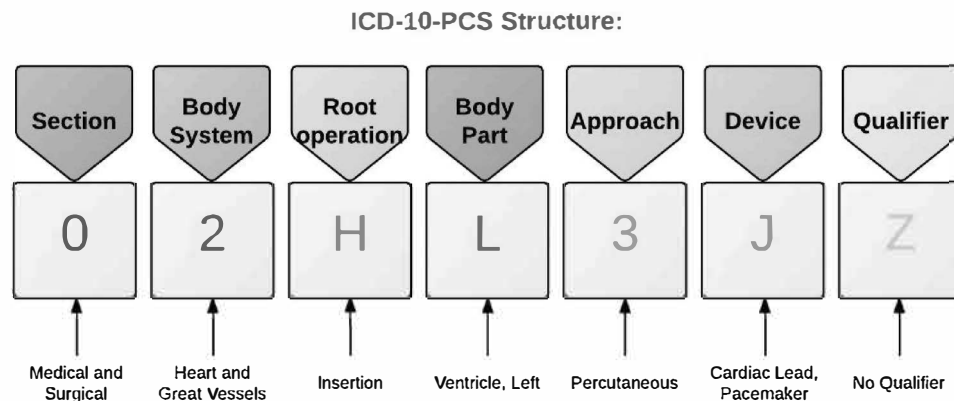 ICD-10-PCS Structure:
Section
Body
System
Root
operation
Body
Part
Approach
Device
Qualifier
0
2
H
L
3
J
Z
Medical and
Surgical
Heart and
Great Vessels
Insertion
Ventricle, Left
Percutaneous
Cardiac Lead,
Pacemaker
No Qualifier